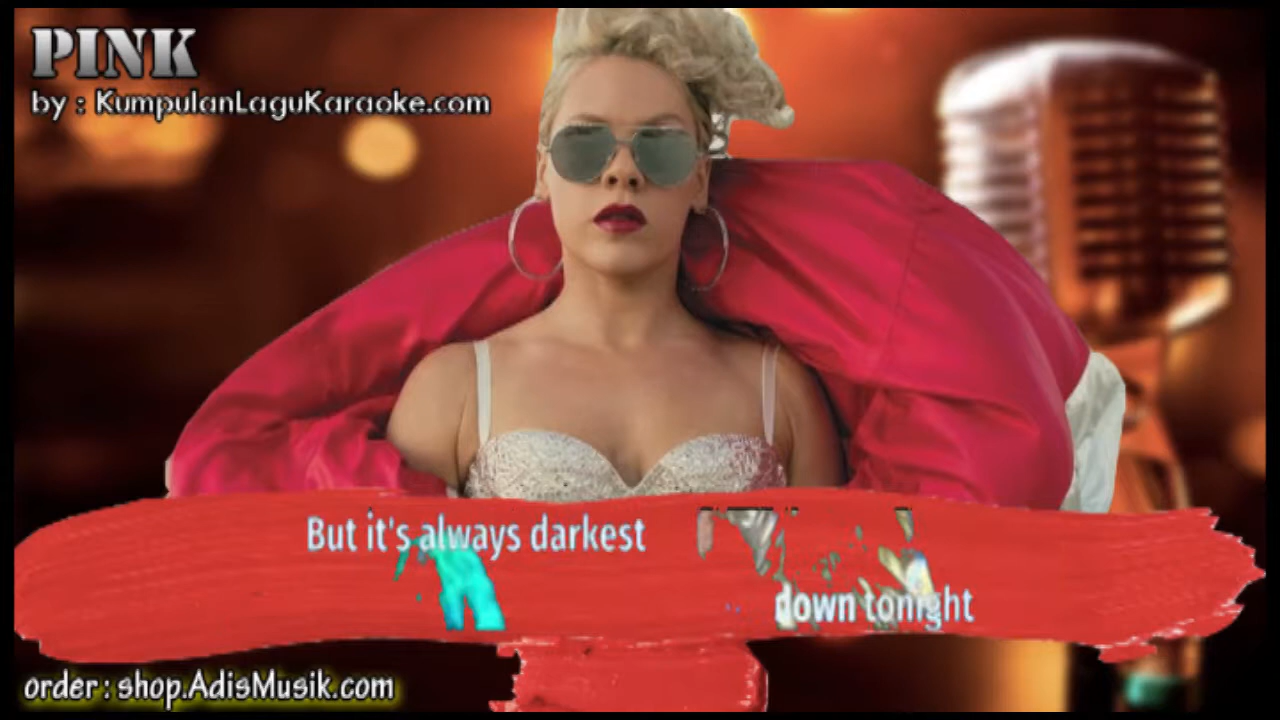 PINK
by : KumpulanLaguKaraoke.com
But it's always darkest
down tonight
order : shop.AdisMusik.com